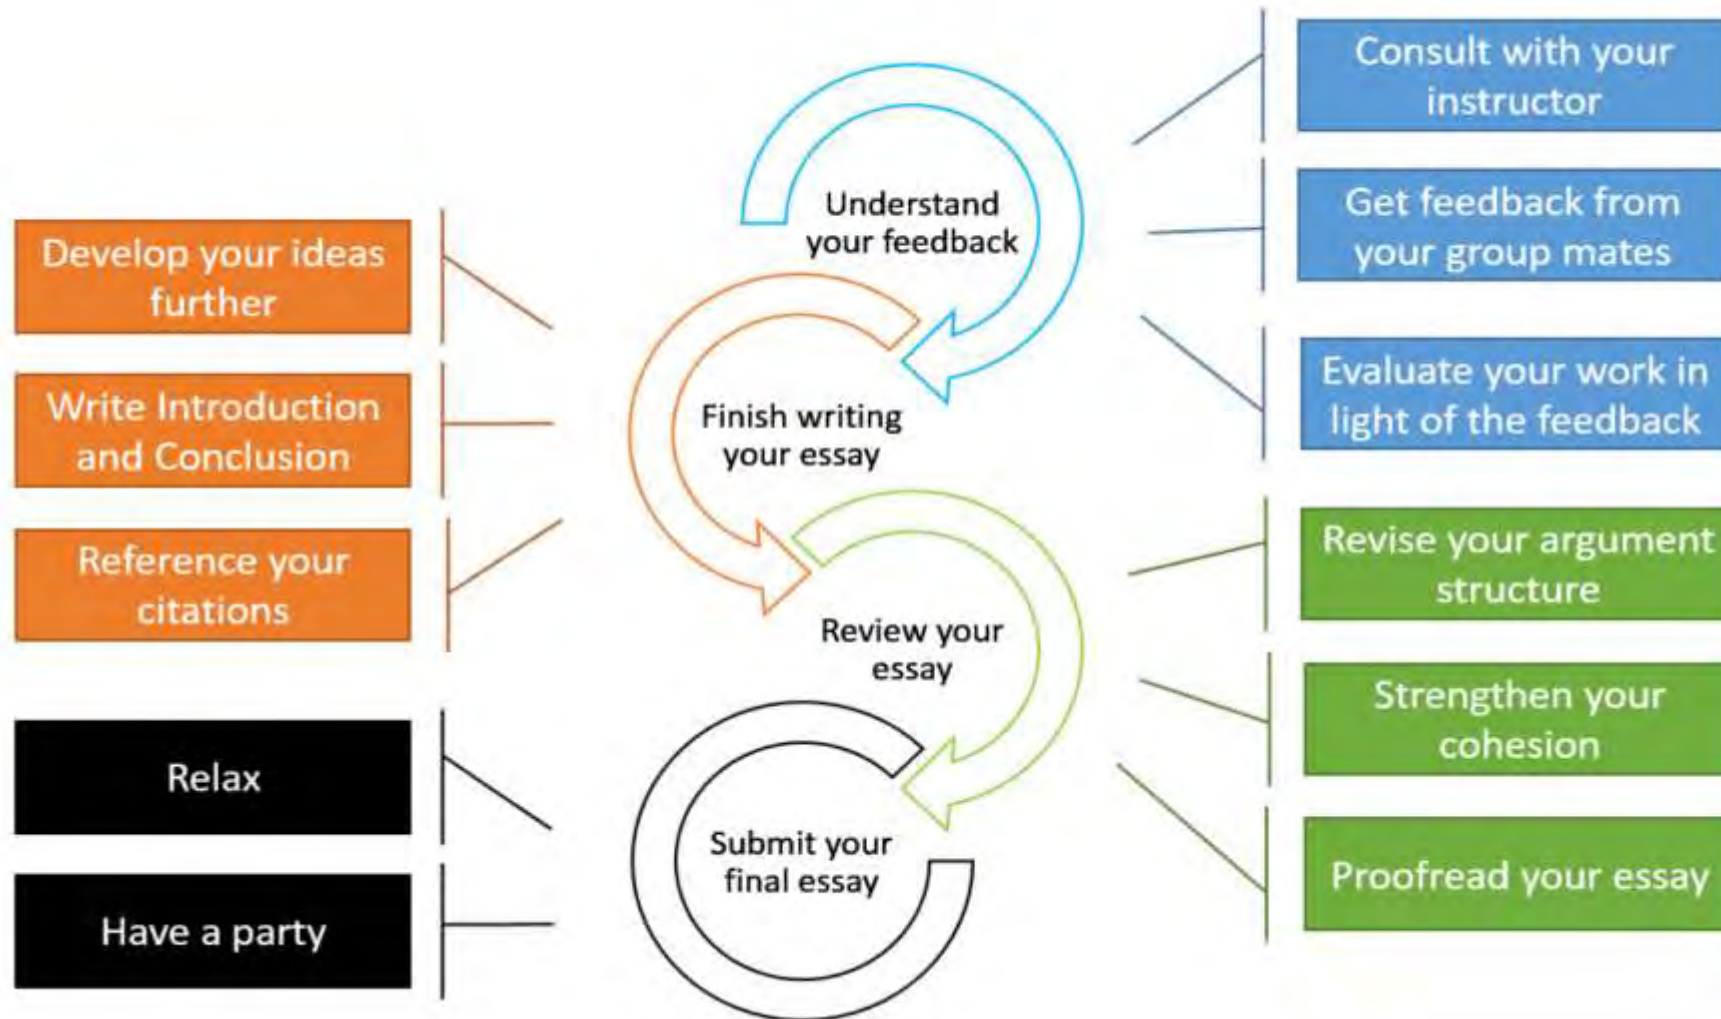 Understand
your feedback
Consult with your
instructor
Get feedback from
your group mates
Evaluate your work in
light of the feedback
Finish writing
your essay
Develop your ideas
further
Write Introduction
and Conclusion
Reference your
citations
Review your
essay
Revise your argument
structure
Strengthen your
cohesion
Proofread your essay
Submit your
final essay
Relax
Have a party